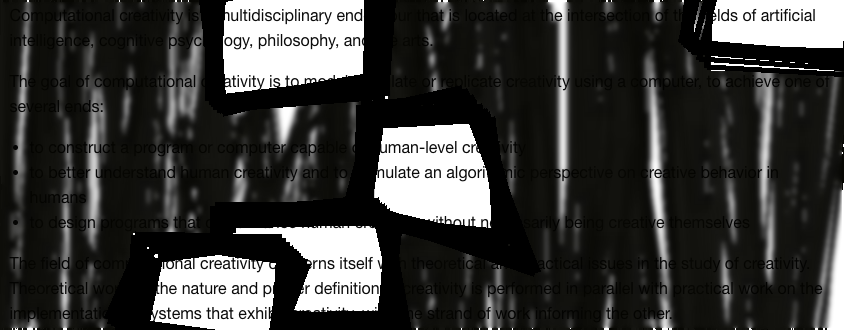 Computational creativity is a multidisciplinary endeavour that is located at the intersection of the fields of artificial
intelligence, cognitive psychology, philosophy, and the arts.
The goal of computational creativity is to model, simulate or replicate creativity using a computer, to achieve one of
several ends:
• to construct a program or computer capable of human-level creativity
• to better understand human creativity and to formulate an algorithmic perspective on creative behavior in
humans
• to design programs that can enhance human creativity without necessarily being creative themselves
The field of computational creativity concerns itself with theoretical and practical issues in the study of creativity.
Theoretical work on the nature and proper definition of creativity is performed in parallel with practical work on the
implementation of systems that exhibit creativity, with one strand of work informing the other.